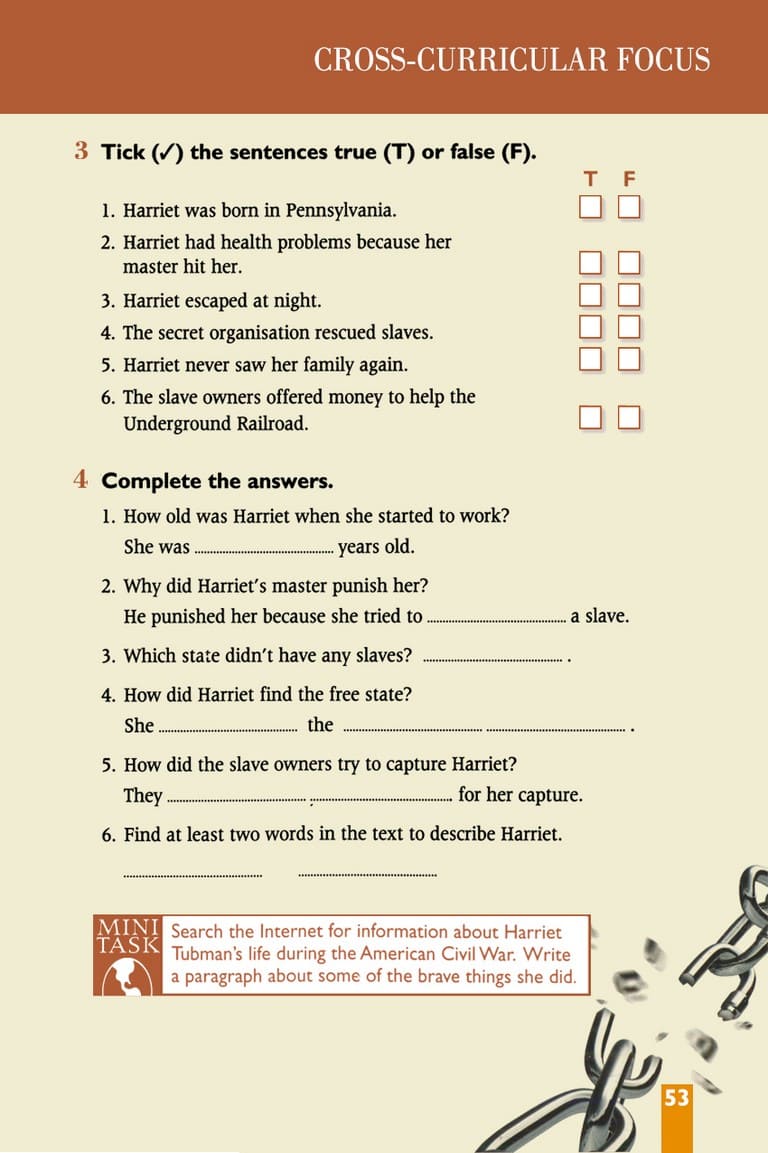 CROSS-CURRICULAR FOCUS
3 Tick (✓) the sentences true (T) or false (F).
T F
1. Harriet was born in Pennsylvania.
2. Harriet had health problems because her
master hit her.
3. Harriet escaped at night.
4. The secret organisation rescued slaves.
5. Harriet never saw her family again.
6. The slave owners offered money to help the
Underground Railroad.
4 Complete the answers.
1. How old was Harriet when she started to work?
She was .............................. years old.
2. Why did Harriet's master punish her?
He punished her because she tried to .............................. a slave.
3. Which state didn't have any slaves? .............................. .
4. How did Harriet find the free state?
She .............................. the .............................. .............................. .
5. How did the slave owners try to capture Harriet?
They .............................. .............................. for her capture.
6. Find at least two words in the text to describe Harriet.
.............................. ..............................
MINI
TASK
Search the Internet for information about Harriet
Tubman's life during the American Civil War. Write
a paragraph about some of the brave things she did.
53